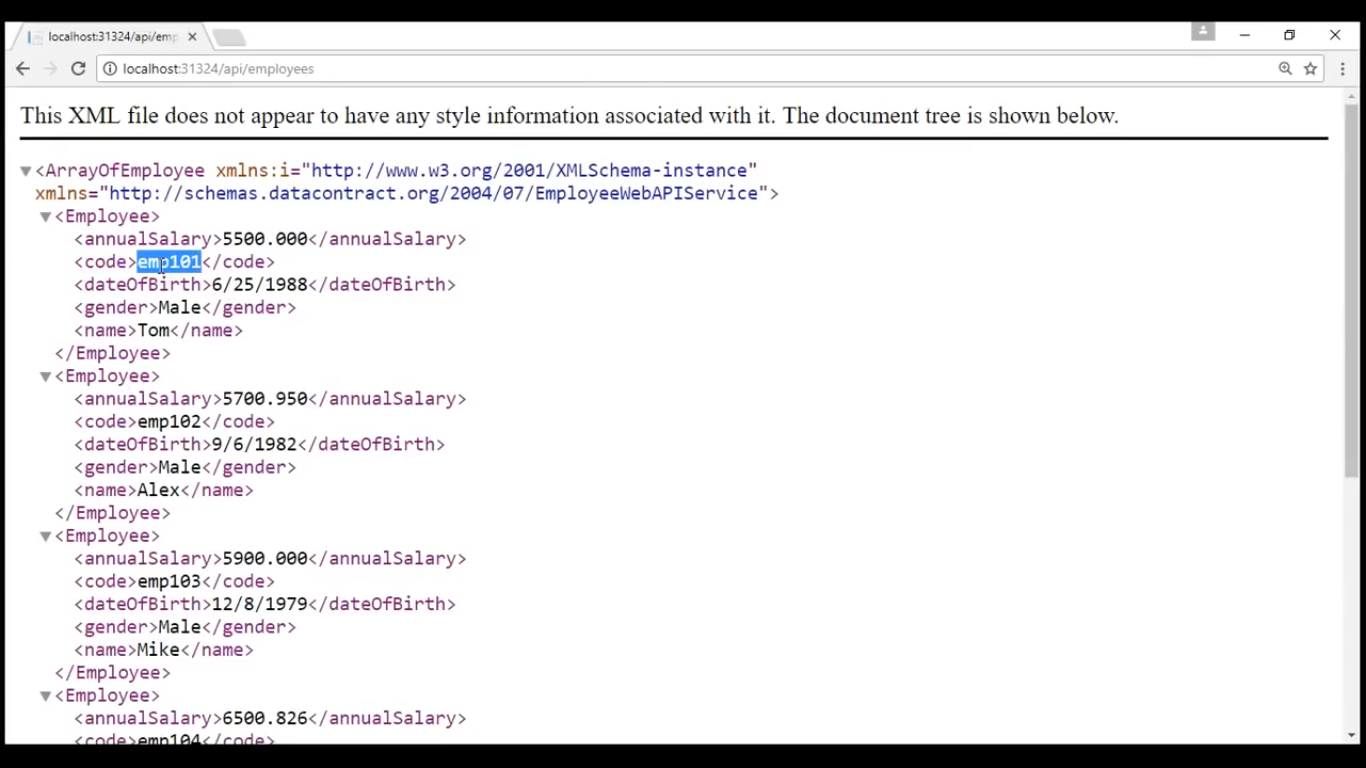 localhost:31324/api/emp
localhost:31324/api/employees
This XML file does not appear to have any style information associated with it. The document tree is shown below.
<ArrayOfEmployee xmlns:i="http://www.w3.org/2001/XMLSchema-instance"
xmlns="http://schemas.datacontract.org/2004/07/EmployeeWebAPIService">
<Employee>
<annualSalary>5500.000</annualSalary>
<code>emp101</code>
<dateOfBirth>6/25/1988</dateOfBirth>
<gender>Male</gender>
<name>Tom</name>
</Employee>
<Employee>
<annualSalary>5700.950</annualSalary>
<code>emp102</code>
<dateOfBirth>9/6/1982</dateOfBirth>
<gender>Male</gender>
<name>Alex</name>
</Employee>
<Employee>
<annualSalary>5900.000</annualSalary>
<code>emp103</code>
<dateOfBirth>12/8/1979</dateOfBirth>
<gender>Male</gender>
<name>Mike</name>
</Employee>
<Employee>
<annualSalary>6500.826</annualSalary>
<code>emp104</code>